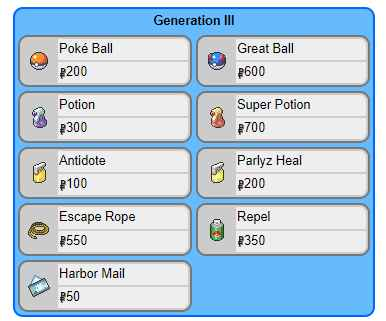 Generation III
Poké Ball
₽200
Great Ball
₽600
Potion
₽300
Super Potion
₽700
Antidote
₽100
Parlyz Heal
₽200
Escape Rope
₽550
Repel
₽350
Harbor Mail
₽50